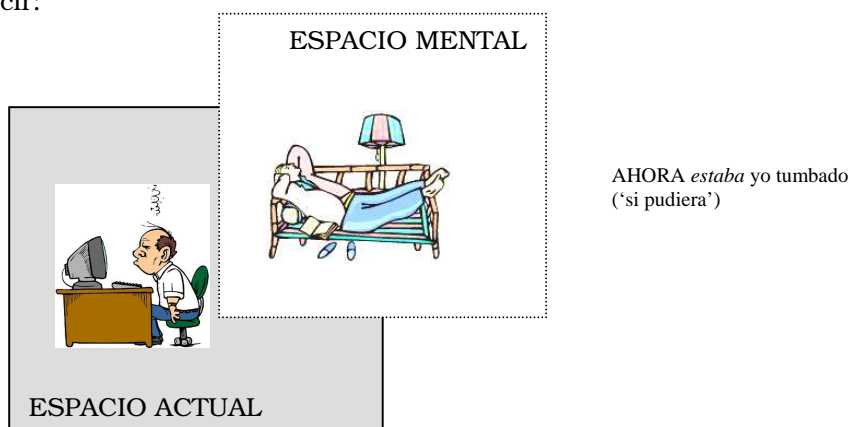 cir:
ESPACIO MENTAL
AHORA estaba yo tumbado
(‘si pudiera’)
ESPACIO ACTUAL